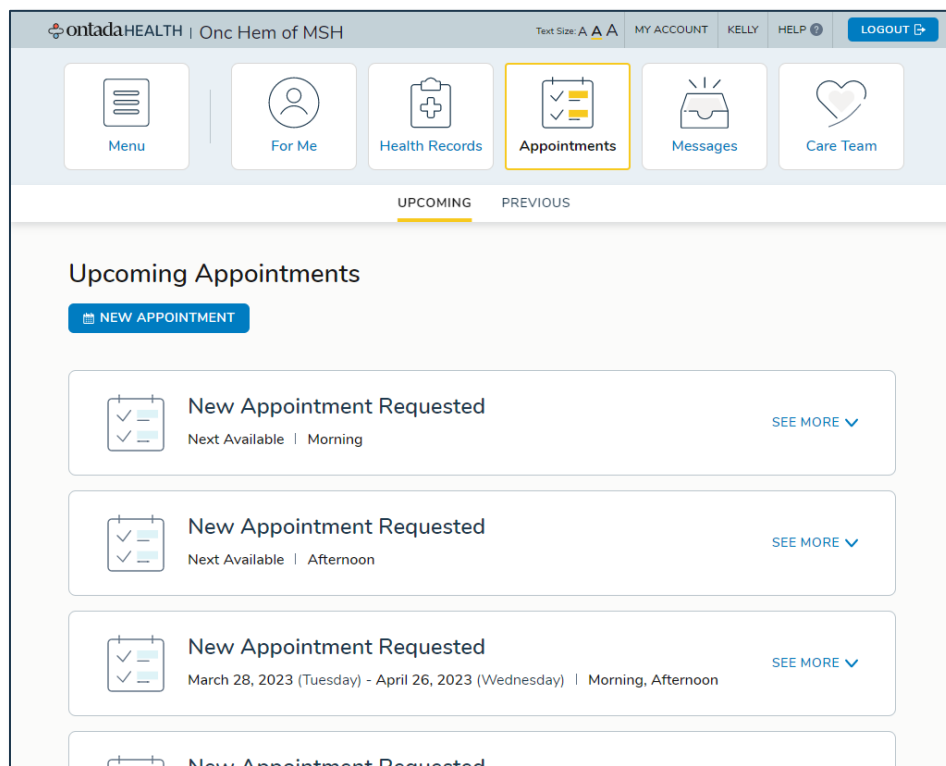 ontadaHEALTH | Onc Hem of MSH
Text Size: A A A MY ACCOUNT KELLY HELP ? LOGOUT
Menu For Me Health Records Appointments Messages Care Team
UPCOMING PREVIOUS
Upcoming Appointments
NEW APPOINTMENT
New Appointment Requested
Next Available | Morning
SEE MORE
New Appointment Requested
Next Available | Afternoon
SEE MORE
New Appointment Requested
March 28, 2023 (Tuesday) - April 26, 2023 (Wednesday) | Morning, Afternoon
SEE MORE
New Appointment Requested